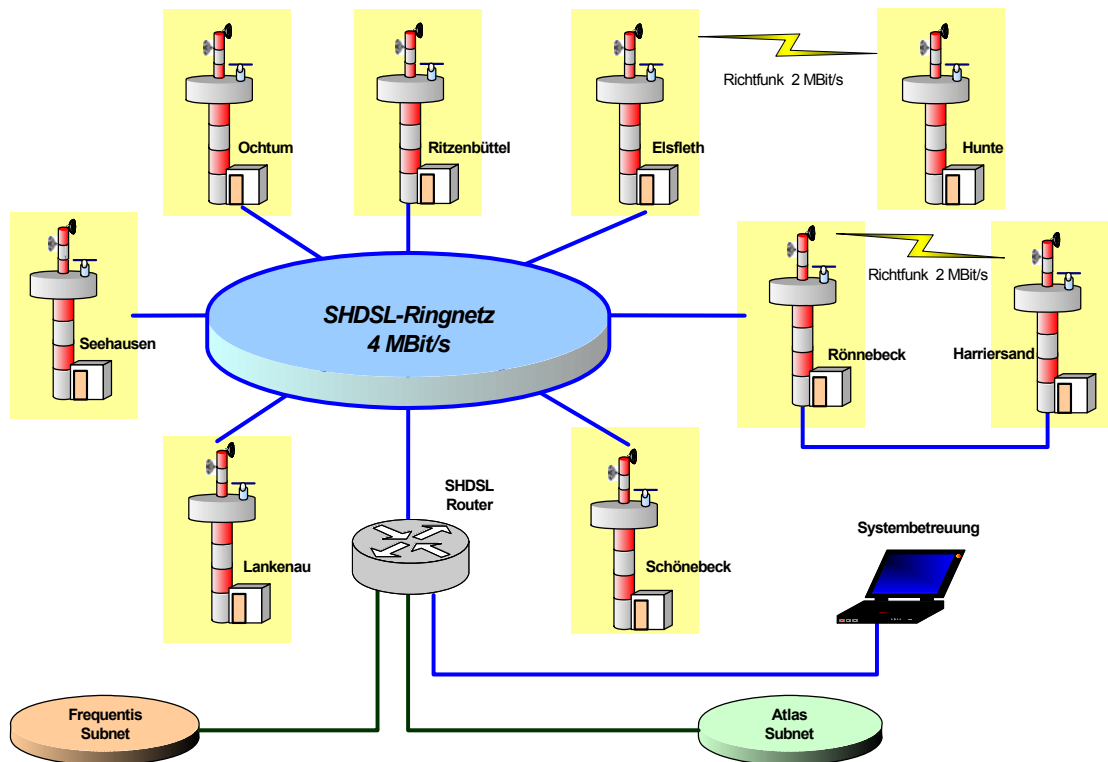 Richtfunk 2 MBit/s
Ochtum
Ritzenbüttel
Elsfleth
Hunte
Richtfunk 2 MBit/s
Seehausen
SHDSL-Ringnetz
4 MBit/s
Rönnebeck
Harriersand
SHDSL
Router
Systembetreuung
Lankenau
Schönebeck
Frequentis
Subnet
Atlas
Subnet